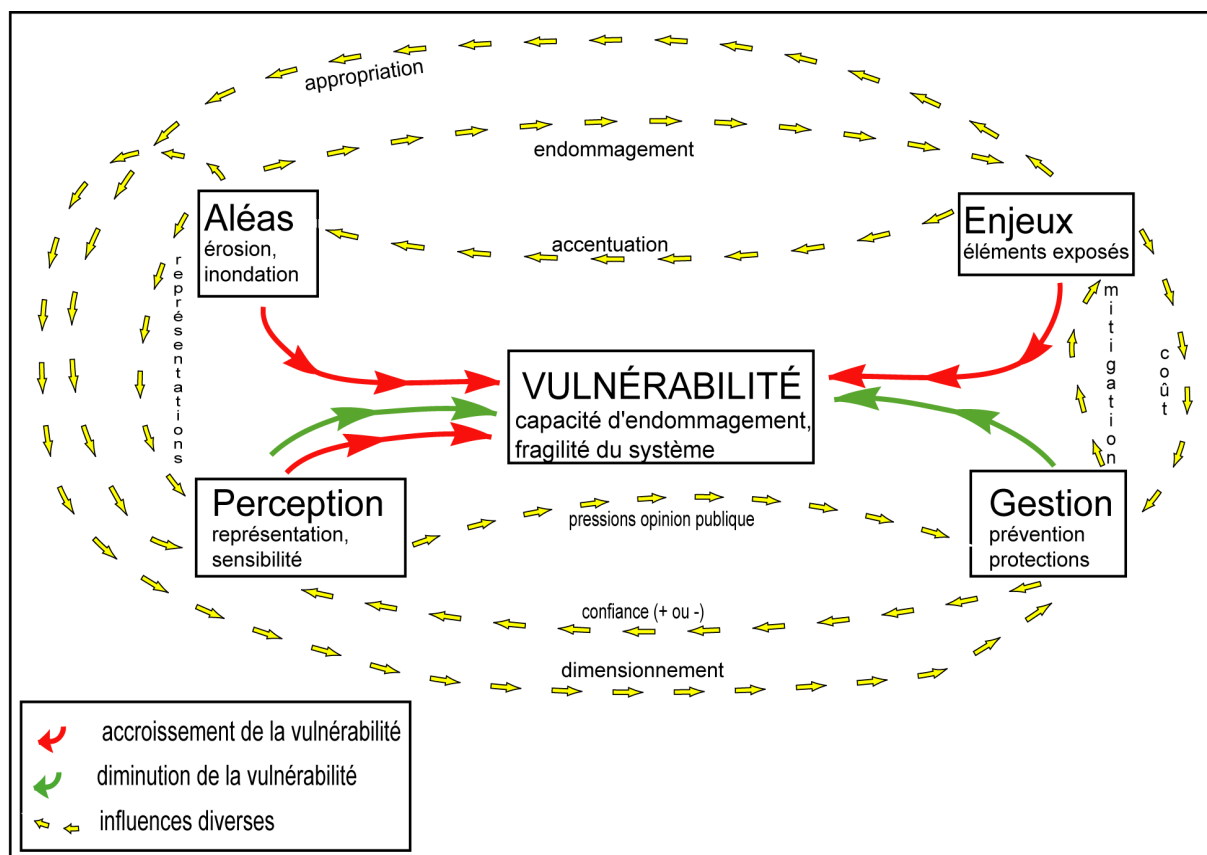 appropriation
endommagement
Aléas
érosion,
inondation
Enjeux
éléments exposés
accentuation
représentations
mitigation
coût
VULNÉRABILITÉ
capacité d'endommagement,
fragilité du système
Perception
représentation,
sensibilité
pressions opinion publique
Gestion
prévention
protections
confiance (+ ou -)
dimensionnement
accroissement de la vulnérabilité
diminution de la vulnérabilité
influences diverses